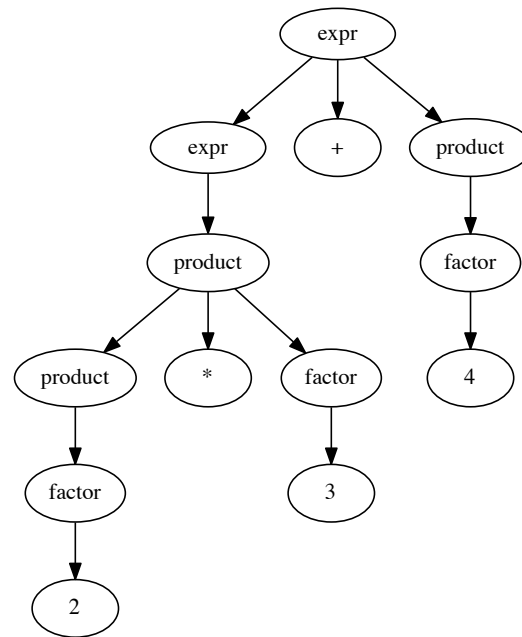 expr
expr + product
product factor
product * factor 4
factor 3
2